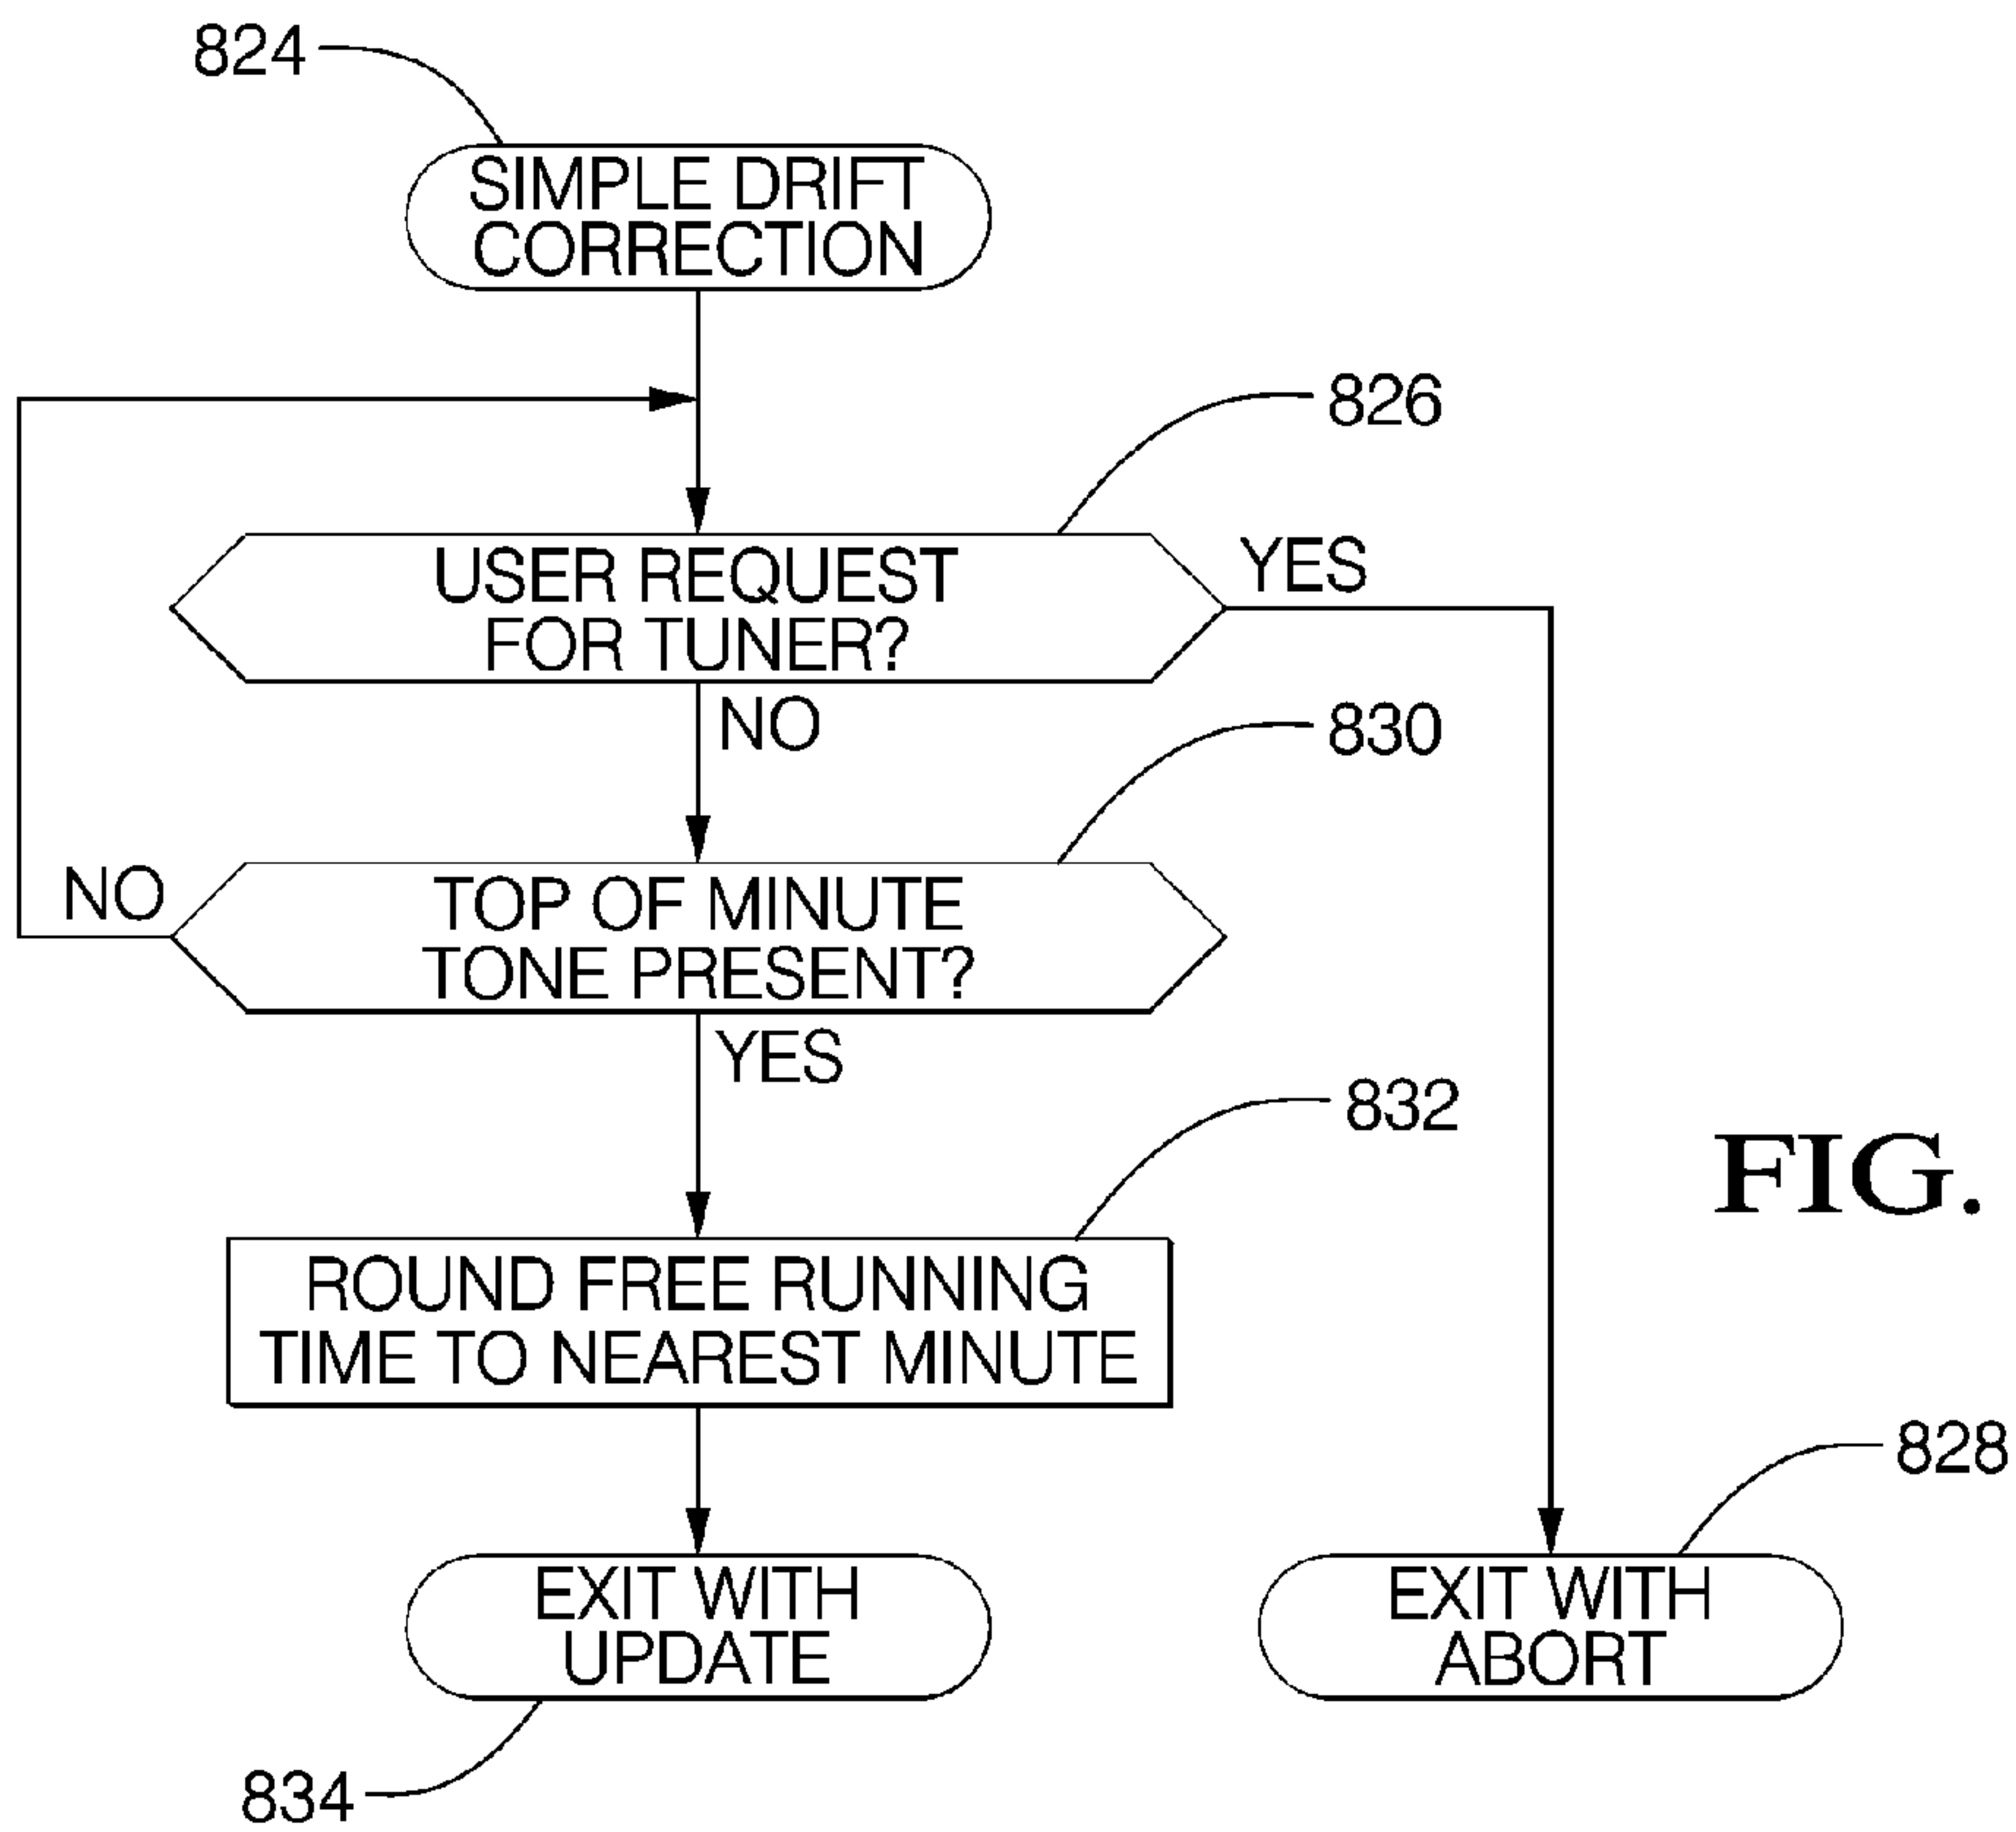 824
SIMPLE DRIFT
CORRECTION
826
USER REQUEST
FOR TUNER?
YES
NO
830
TOP OF MINUTE
TONE PRESENT?
NO
YES
832
ROUND FREE RUNNING
TIME TO NEAREST MINUTE
FIG.
828
EXIT WITH
UPDATE
EXIT WITH
ABORT
834